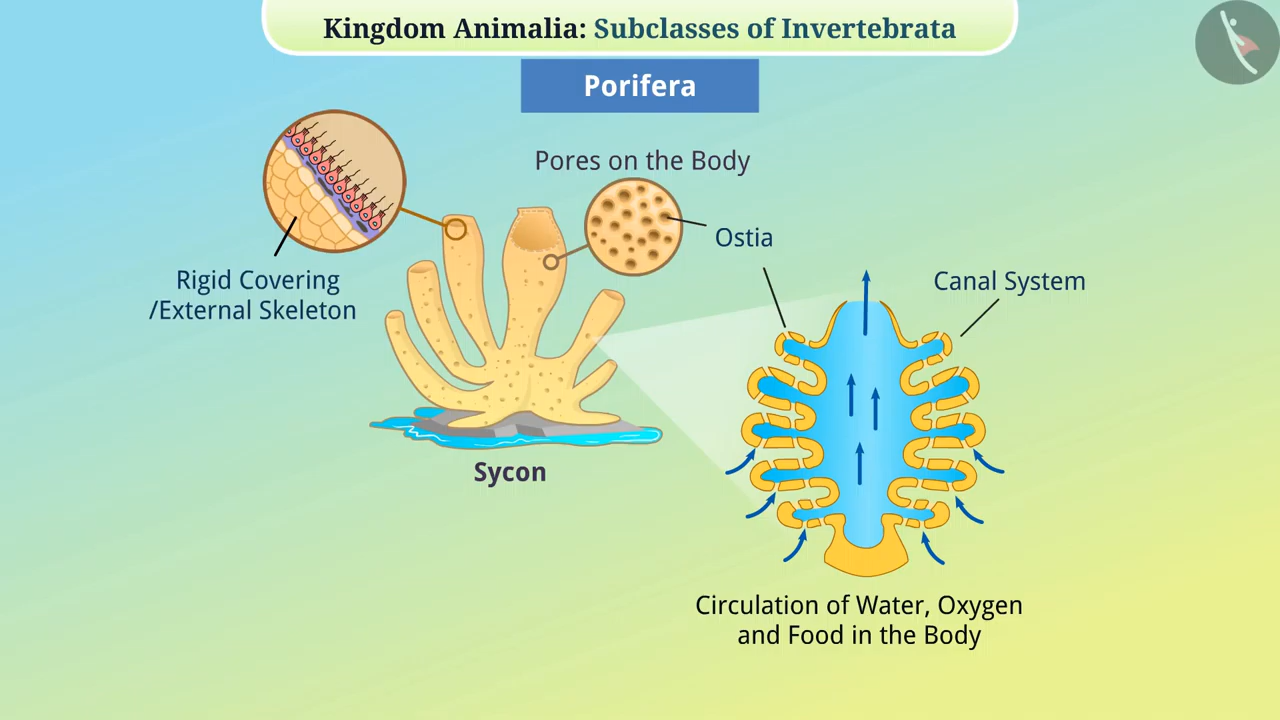 Kingdom Animalia: Subclasses of Invertebrata
Porifera
Pores on the Body
Ostia
Rigid Covering
/External Skeleton
Canal System
Sycon
Circulation of Water, Oxygen
and Food in the Body